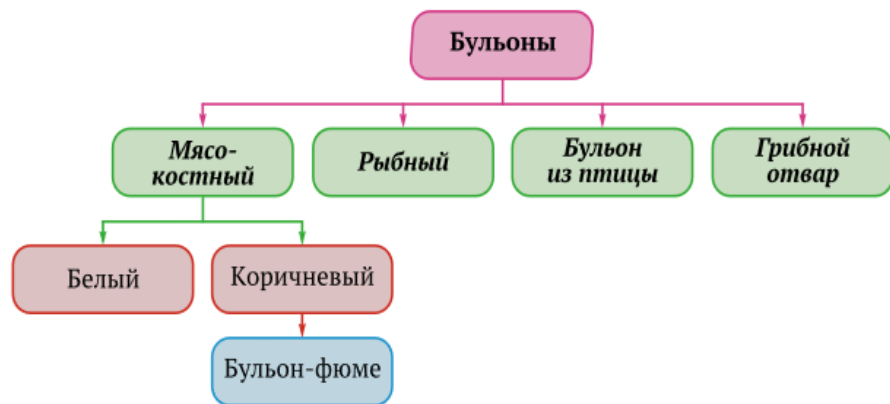 Бульоны
Мясо-
костный
Рыбный
Бульон
из птицы
Грибной
отвар
Белый
Коричневый
Бульон-фюме